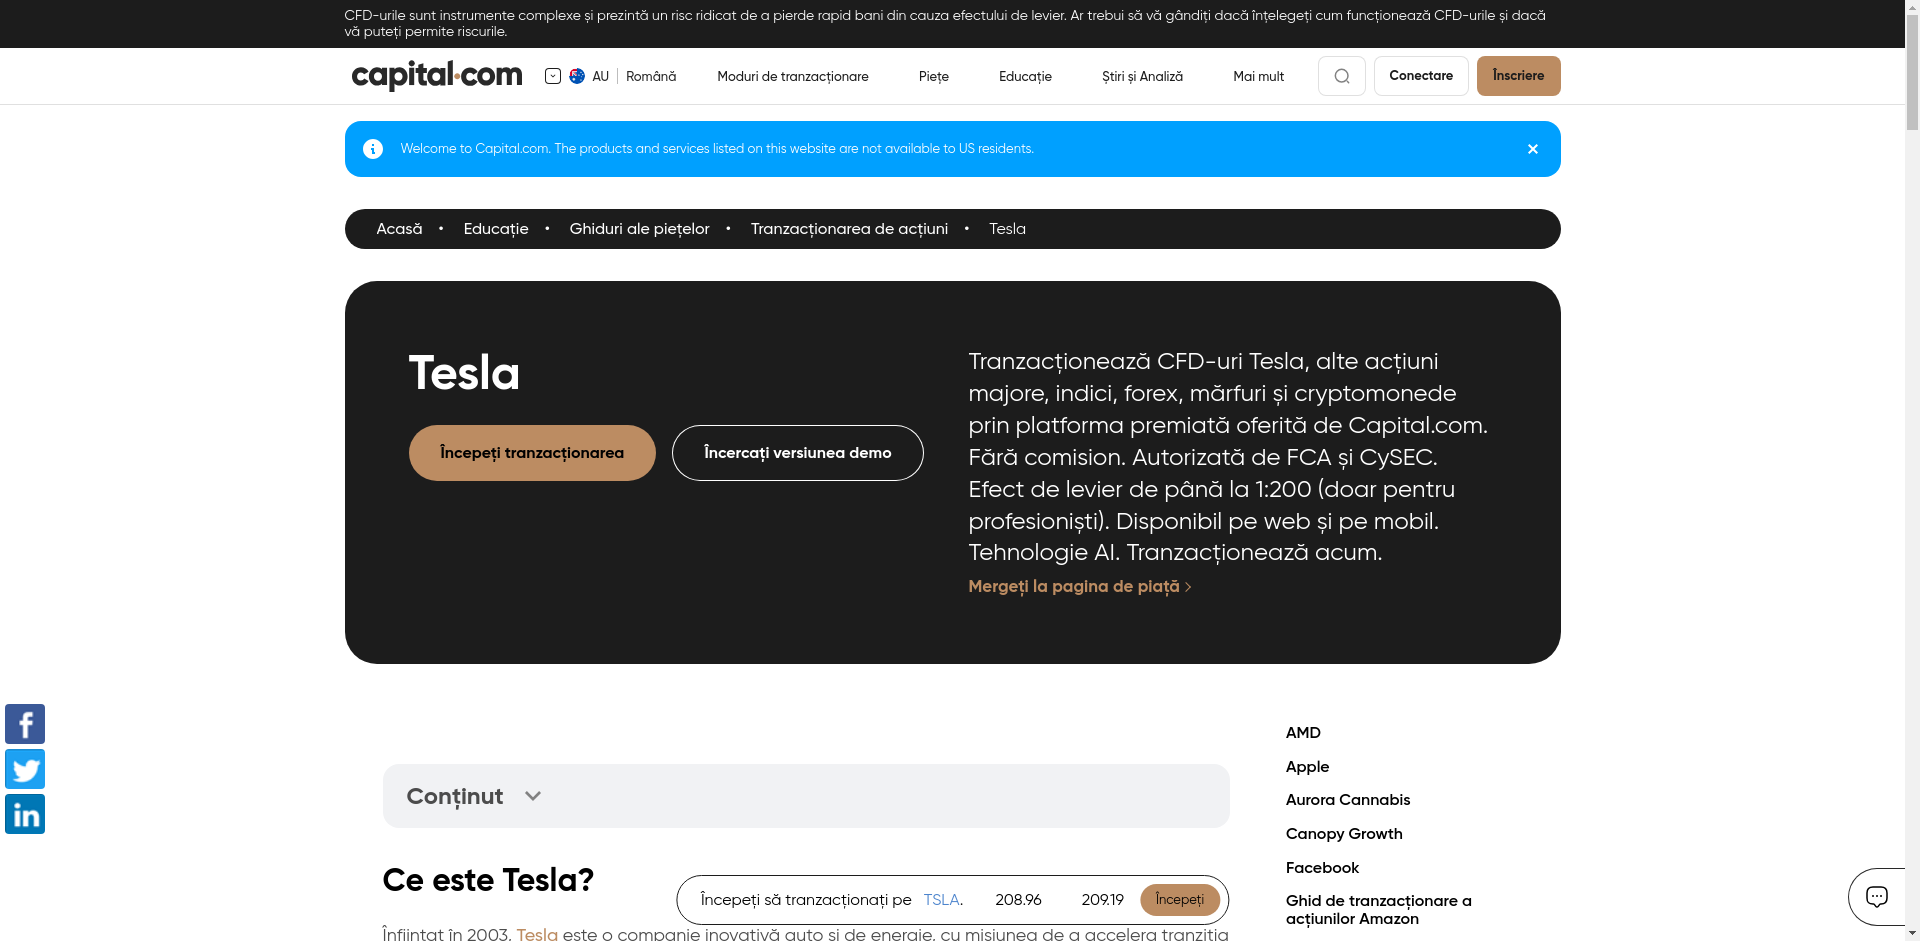 CFD-urile sunt instrumente complexe și prezintă un risc ridicat de a pierde rapid bani din cauza efectului de levier. Ar trebui să vă gândiți dacă înțelegeți cum funcționează CFD-urile și dacă
vă puteți permite riscurile.
capital.com
AU
Română
Moduri de tranzacționare
Piețe
Educație
Știri și Analiză
Mai mult
Conectare
Înscriere
Welcome to Capital.com. The products and services listed on this website are not available to US residents.
Acasă • Educație • Ghiduri ale piețelor • Tranzacționarea de acțiuni • Tesla
Tesla
Începeți tranzacționarea
Încercați versiunea demo
Tranzacționează CFD-uri Tesla, alte acțiuni
majore, indici, forex, mărfuri și cryptomonede
prin platforma premiată oferită de Capital.com.
Fără comision. Autorizată de FCA și CySEC.
Efect de levier de până la 1:200 (doar pentru
profesioniști). Disponibil pe web și pe mobil.
Tehnologie AI. Tranzacționează acum.
Mergeți la pagina de piață
Conținut
Ce este Tesla?
Începeți să tranzacționați pe TSLA. 208.96 209.19 Începeți
Înființat în 2003, Tesla este o companie inovativă auto și de energie, cu misiunea de a accelera tranziția
AMD
Apple
Aurora Cannabis
Canopy Growth
Facebook
Ghid de tranzacționare a
acțiunilor Amazon